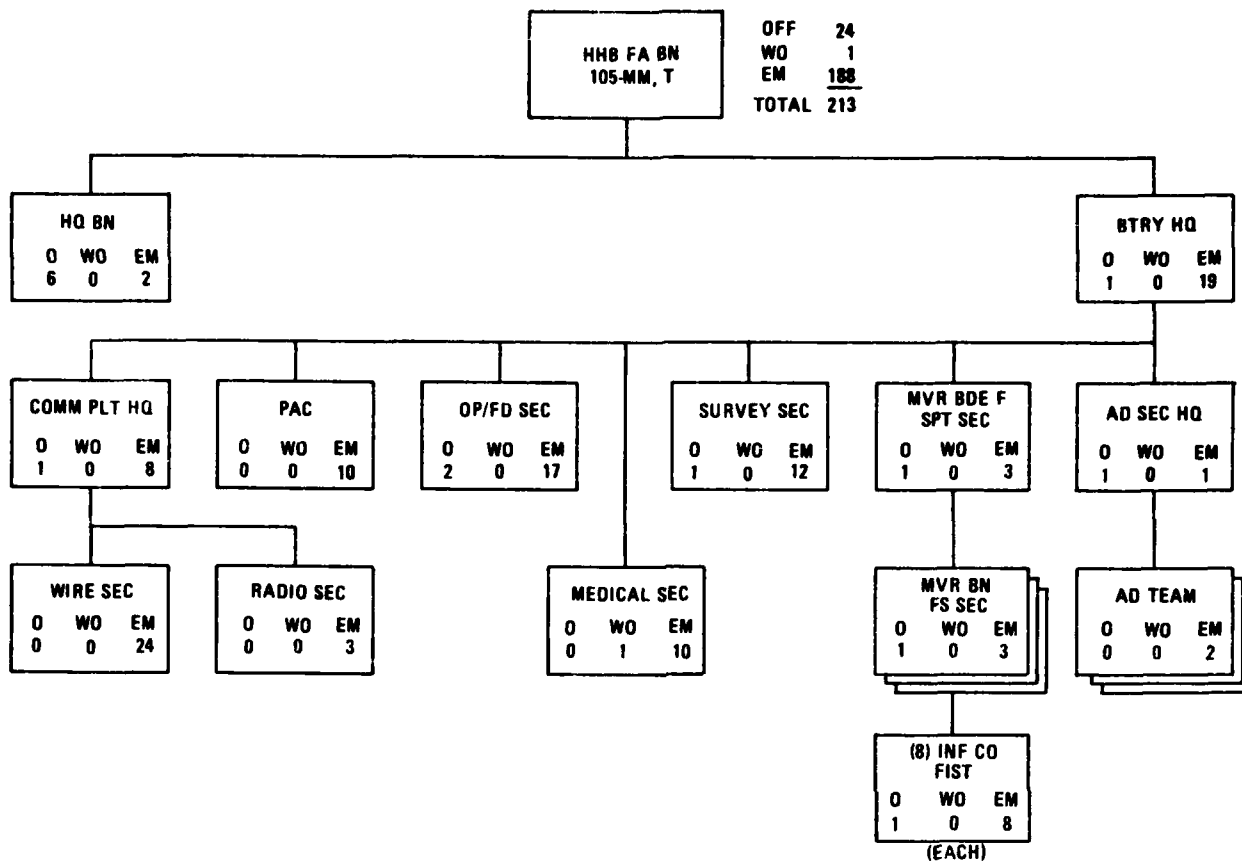 HHB FA BN
105-MM, T
OFF 24
WO 1
EM 188
TOTAL 213
HQ BN
O WO EM
6 0 2
BTRY HQ
O WO EM
1 0 19
COMM PLT HQ
O WO EM
1 0 8
PAC
O WO EM
0 0 10
OP/FD SEC
O WO EM
2 0 17
SURVEY SEC
O WO EM
1 0 12
MVR BDE F
SPT SEC
O WO EM
1 0 3
AD SEC HQ
O WO EM
1 0 1
WIRE SEC
O WO EM
0 0 24
RADIO SEC
O WO EM
0 0 3
MEDICAL SEC
O WO EM
0 1 10
MVR BN
FS SEC
O WO EM
1 0 3
AD TEAM
O WO EM
0 0 2
(8) INF CO
FIST
O WO EM
1 0 8
(EACH)